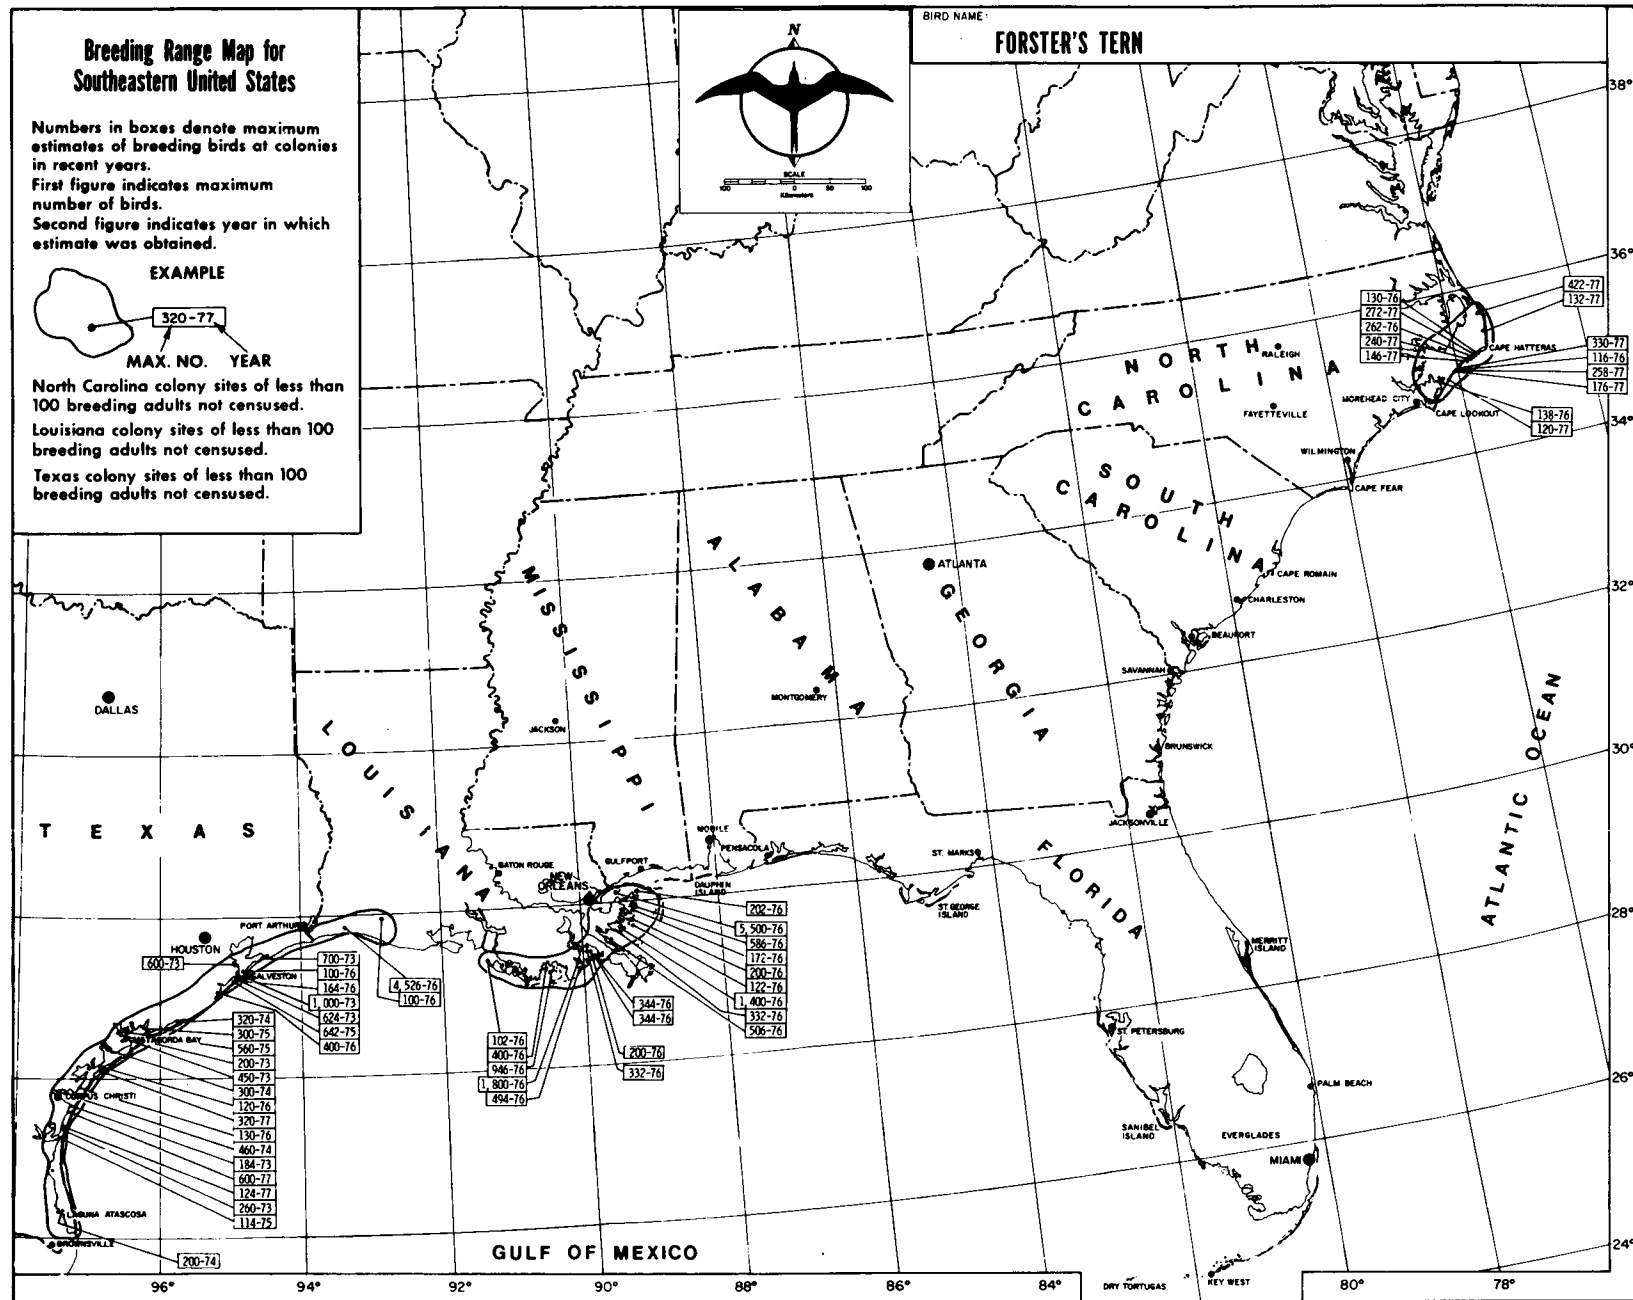 Breeding Range Map for
Southeastern United States
Numbers in boxes denote maximum
estimates of breeding birds at colonies
in recent years.
First figure indicates maximum
number of birds.
Second figure indicates year in which
estimate was obtained.
EXAMPLE
320-77
MAX. NO. YEAR
North Carolina colony sites of less than
100 breeding adults not censused.
Louisiana colony sites of less than 100
breeding adults not censused.
Texas colony sites of less than 100
breeding adults not censused.
N
SCALE
100 0 50 100
Kilometers
BIRD NAME:
FORSTER'S TERN
38°
36°
34°
32°
30°
28°
26°
24°
130-76
272-77
262-76
240-77
146-77
422-77
132-77
330-77
116-76
258-77
176-77
138-76
120-77
CAPE HATTERAS
NORTH
CAROLINA
RALEIGH
FAYETTEVILLE
MOREHEAD CITY
CAPE LOOKOUT
WILMINGTON
CAPE FEAR
SOUTH
CAROLINA
CAPE ROMAIN
CHARLESTON
BEAUFORT
SAVANNAH
BRUNSWICK
JACKSONVILLE
ATLANTA
GEORGIA
ALABAMA
MONTGOMERY
MISSISSIPPI
JACKSON
LOUISIANA
DALLAS
TEXAS
ATLANTIC OCEAN
MOBILE
PENSACOLA
GULFPORT
BATON ROUGE
NEW
ORLEANS
DAUPHIN
ISLAND
ST. MARKS
ST. GEORGE
ISLAND
FLORIDA
MERRITT
ISLAND
ST. PETERSBURG
PALM BEACH
SANIBEL
ISLAND
EVERGLADES
MIAMI
DRY TORTUGAS
KEY WEST
PORT ARTHUR
HOUSTON
GALVESTON
MATAGORDA BAY
CORPUS CHRISTI
LAGUNA ATASCOSA
BROWNSVILLE
GULF OF MEXICO
600-73
700-73
100-76
164-76
1,000-73
624-73
642-75
400-76
4,526-76
100-76
320-74
300-75
560-75
200-73
450-73
300-74
120-76
320-77
130-76
460-74
184-73
600-77
124-77
260-73
114-75
200-74
102-76
400-76
946-76
1,800-76
494-76
200-76
332-76
344-76
344-76
202-76
5,500-76
586-76
172-76
200-76
122-76
1,400-76
332-76
506-76
96°
94°
92°
90°
88°
86°
84°
80°
78°